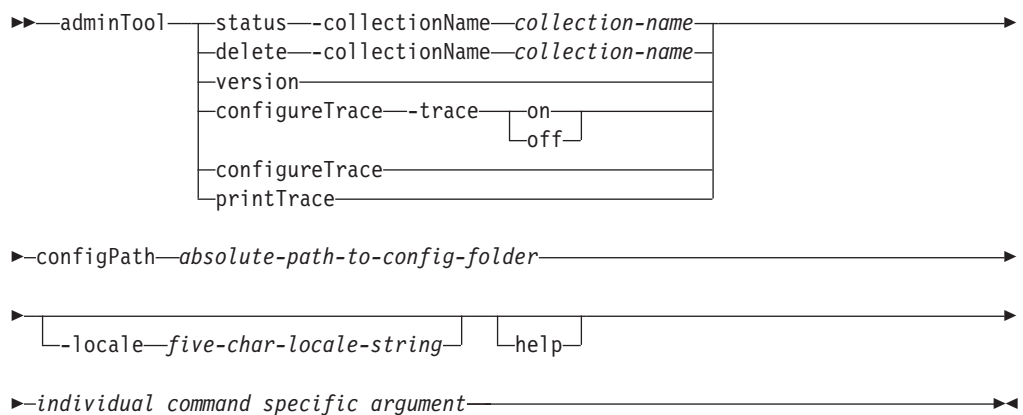 adminTool status -collectionName collection-name
delete -collectionName collection-name
version
configureTrace -trace on
off
configureTrace
printTrace
configPath absolute-path-to-config-folder
-locale five-char-locale-string help
individual command specific argument